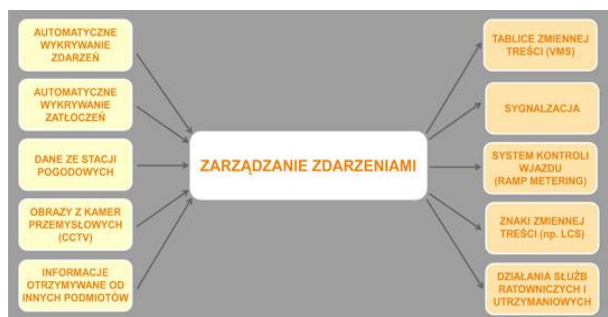 AUTOMATYCZNE
WYKRYWANIE
ZDARZEŃ
AUTOMATYCZNE
WYKRYWANIE
ZATŁOCZEŃ
DANE ZE STACJI
POGODOWYCH
OBRAZY Z KAMER
PRZEMYSŁOWYCH
(CCTV)
INFORMACJE
OTRZYMYWANE OD
INNYCH PODMIOTÓW
ZARZĄDZANIE ZDARZENIAMI
TABLICE ZMIENNEJ
TREŚCI (VMS)
SYGNALZACJA
SYSTEM KONTROLI
WJAZDU
(RAMP METERING)
ZNAKI ZMIENNEJ
TREŚCI (np. LCS)
DZIAŁANIA SŁUŻB
RATOWNICZYCH I
UTRZYMANIOWYCH